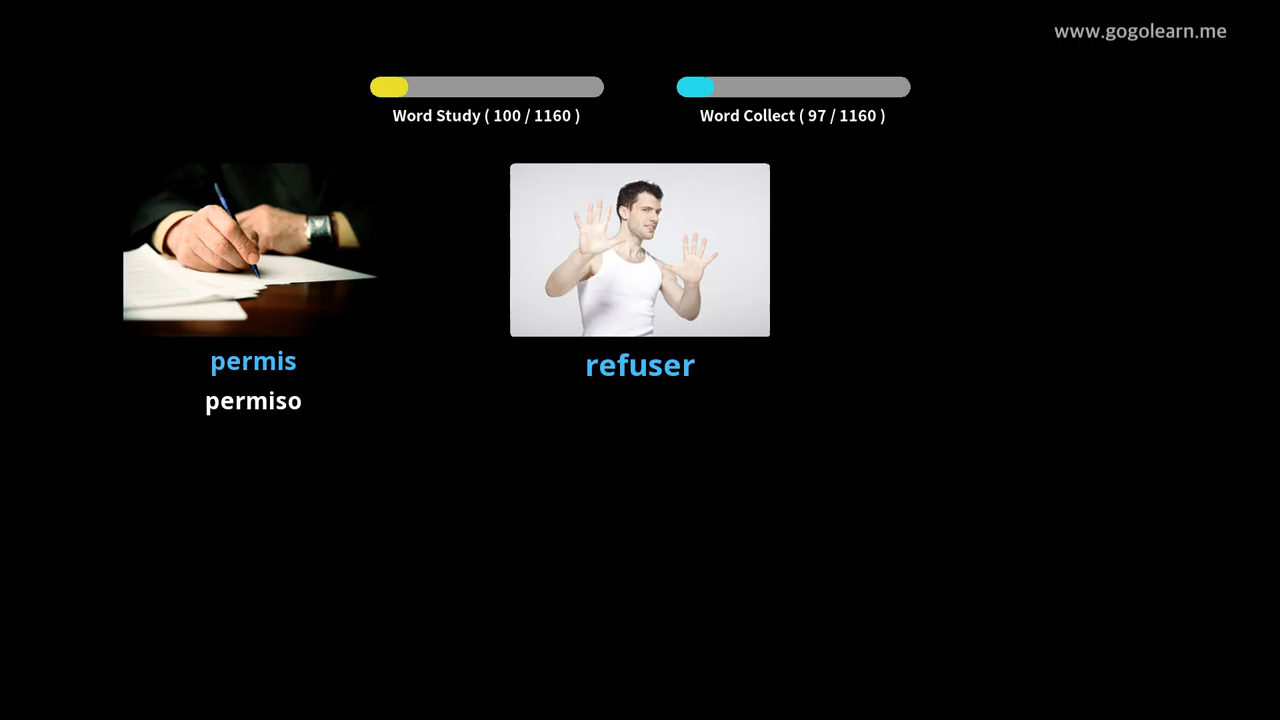 www.gogolearn.me
Word Study ( 100 / 1160 )
Word Collect ( 97 / 1160 )
permis
permiso
refuser